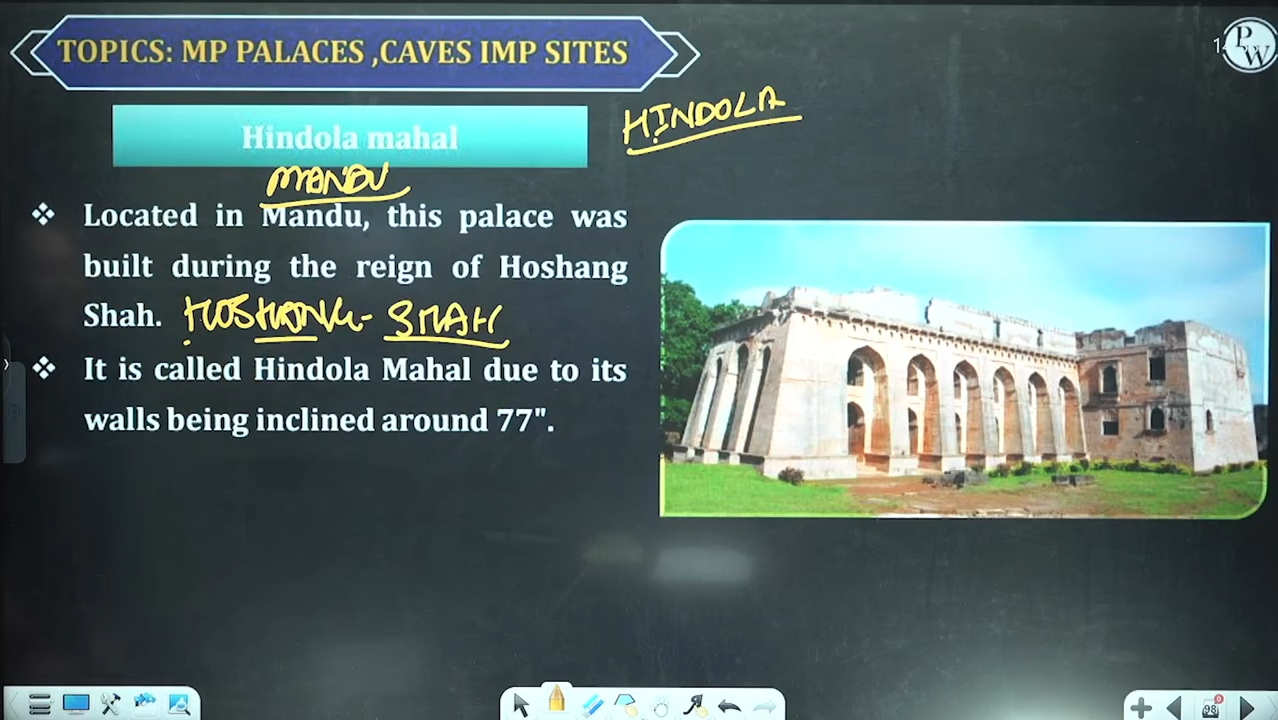 TOPICS: MP PALACES ,CAVES IMP SITES
PW
Hindola mahal
HINDOLA
MANDU
Located in Mandu, this palace was
built during the reign of Hoshang
Shah. HOSHANG- SHAH
It is called Hindola Mahal due to its
walls being inclined around 77".
98